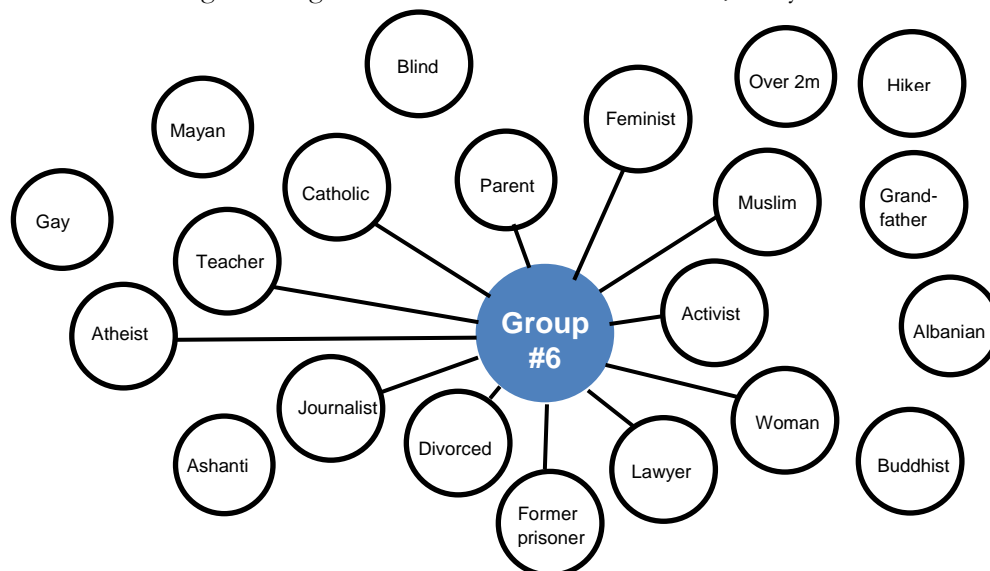 Blind
Over 2m
Hiker
Feminist
Mayan
Catholic
Parent
Muslim
Grand-
father
Gay
Teacher
Activist
Group
#6
Atheist
Albanian
Journalist
Woman
Divorced
Ashanti
Lawyer
Buddhist
Former
prisoner